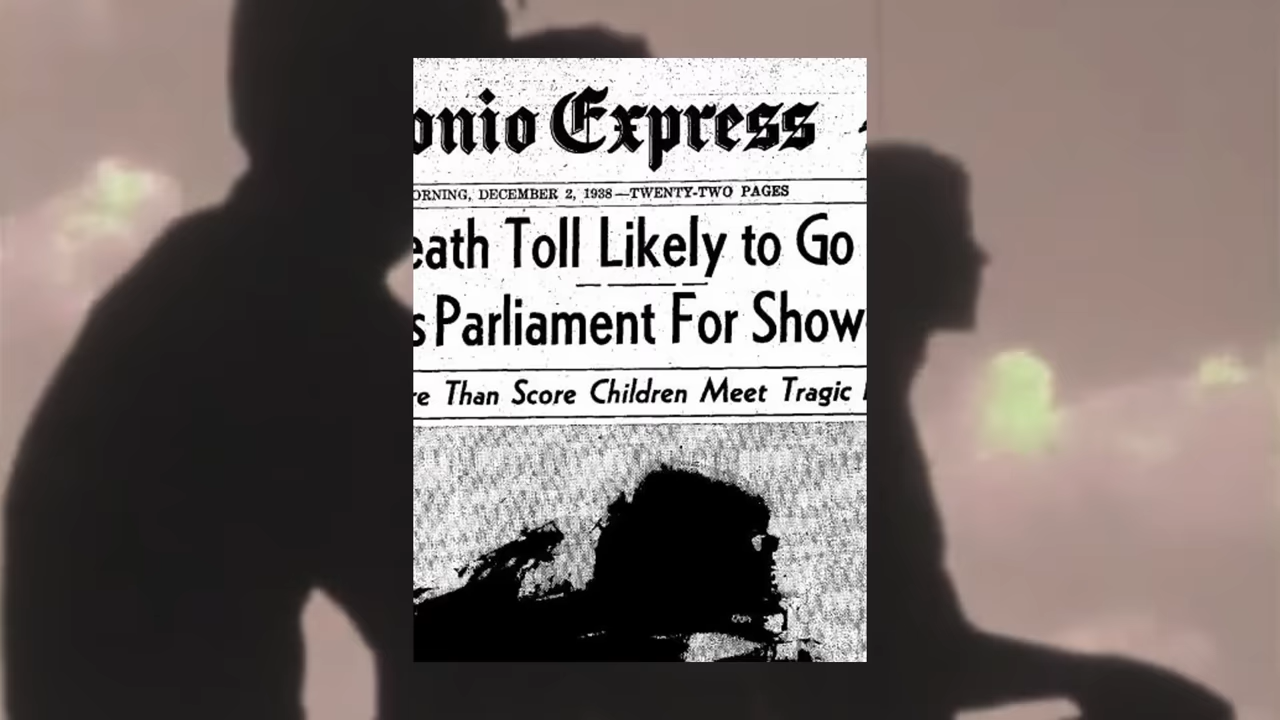 onio Express
ORNING, DECEMBER 2, 1938—TWENTY-TWO PAGES
eath Toll Likely to Go
s Parliament For Show
re Than Score Children Meet Tragic